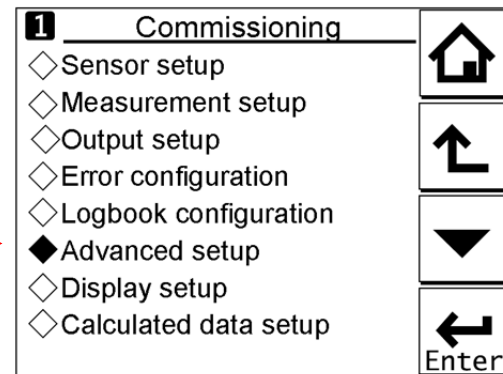 1 Commissioning
Sensor setup
Measurement setup
Output setup
Error configuration
Logbook configuration
Advanced setup
Display setup
Calculated data setup
Enter